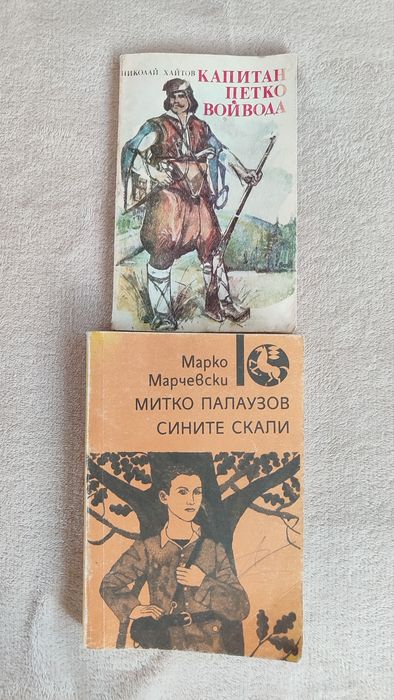 НИКОЛАЙ ХАЙТОВ
КАПИТАН
ПЕТКО
ВОЙВОДА
Марко
Марчевски
МИТКО ПАЛАУЗОВ
СИНИТЕ СКАЛИ